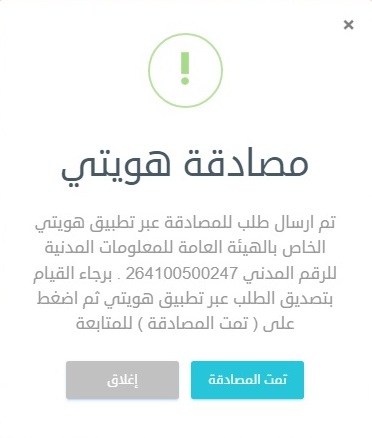 ×
!
مصادقة هويتي
تم ارسال طلب للمصادقة عبر تطبيق هويتي
الخاص بالهيئة العامة للمعلومات المدنية
للرقم المدني 264100500247 . برجاء القيام
بتصديق الطلب عبر تطبيق هويتي ثم اضغط
على ( تمت المصادقة ) للمتابعة
تمت المصادقة
إغلاق